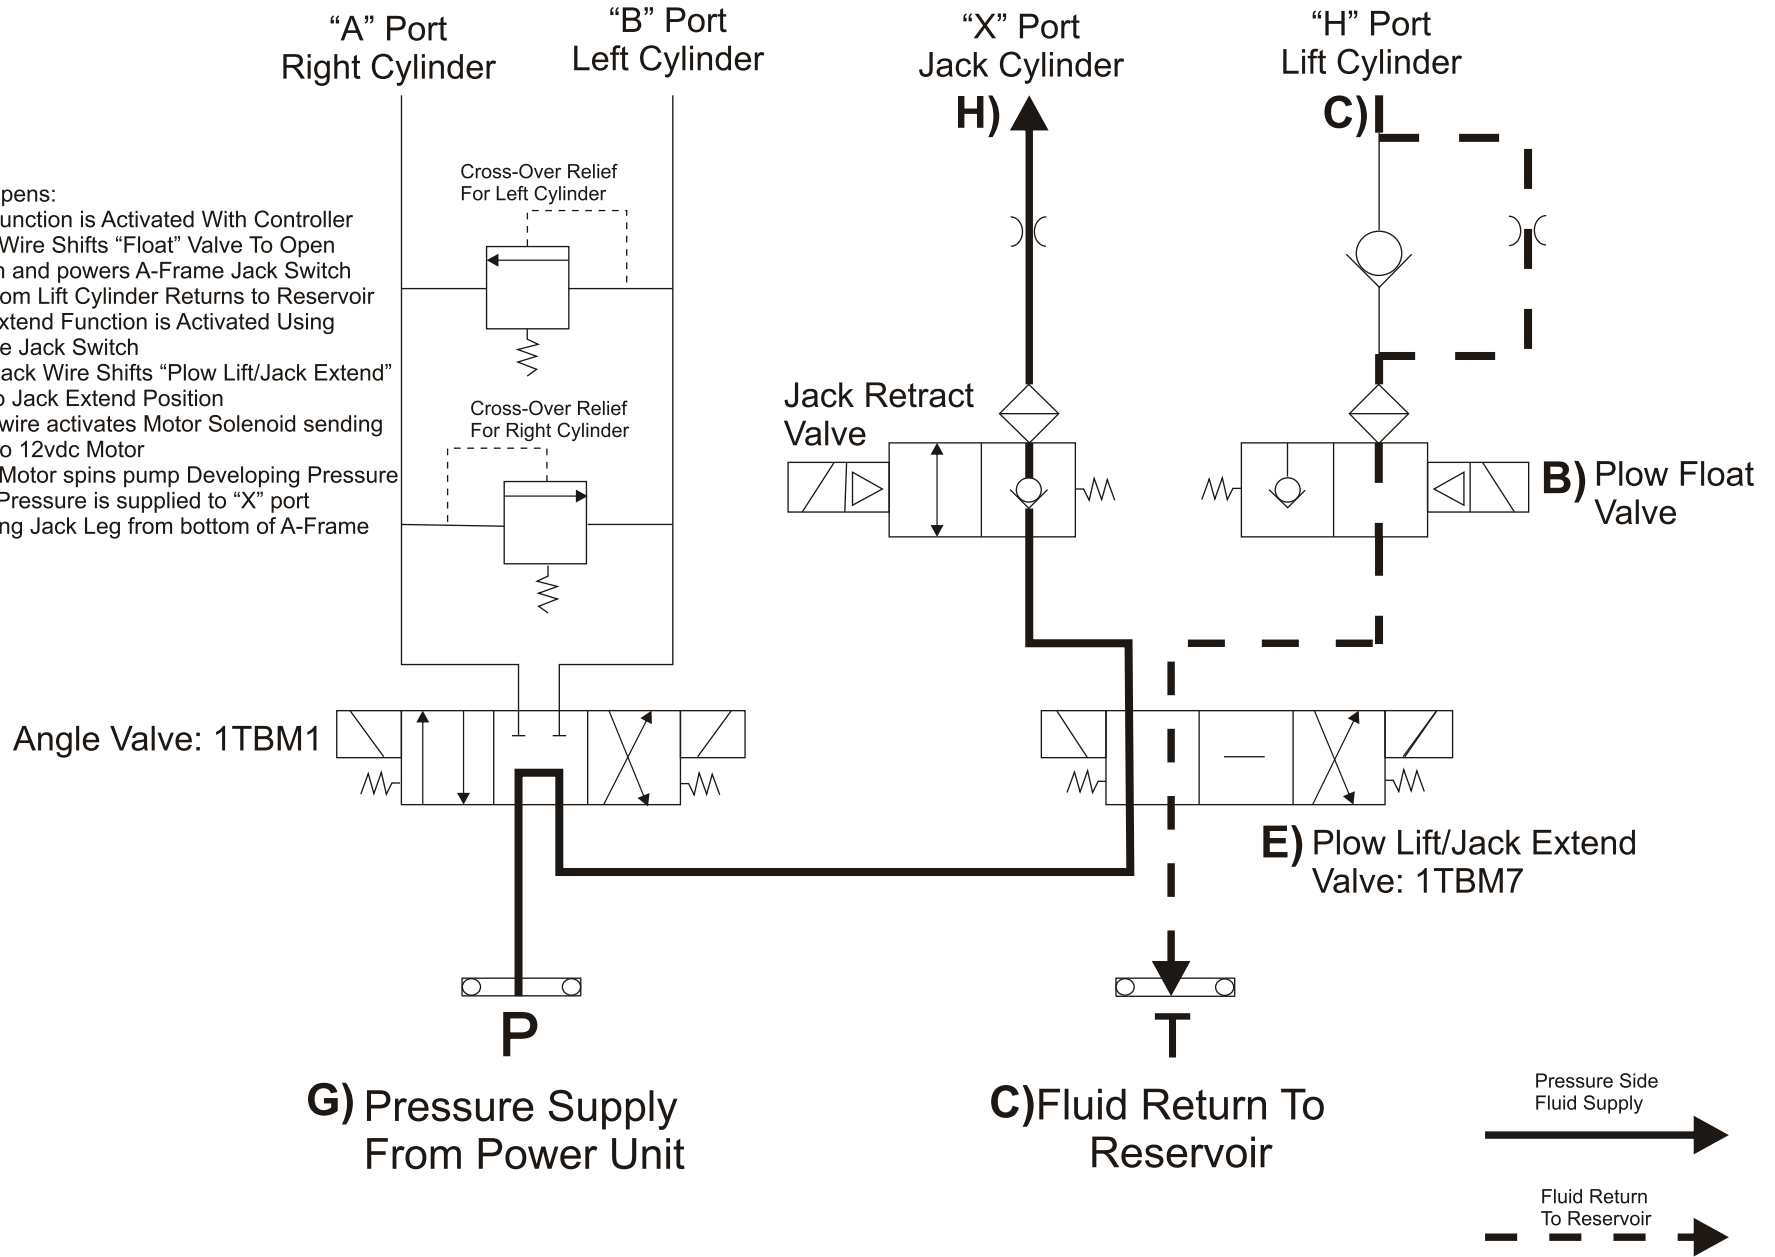 “A” Port
Right Cylinder
“B” Port
Left Cylinder
“X” Port
Jack Cylinder
“H” Port
Lift Cylinder
H)
C)
Cross-Over Relief
For Left Cylinder
pens:
unction is Activated With Controller
Wire Shifts “Float” Valve To Open
and powers A-Frame Jack Switch
om Lift Cylinder Returns to Reservoir
xtend Function is Activated Using
e Jack Switch
ack Wire Shifts “Plow Lift/Jack Extend”
o Jack Extend Position
wire activates Motor Solenoid sending
o 12vdc Motor
Motor spins pump Developing Pressure
Pressure is supplied to “X” port
ng Jack Leg from bottom of A-Frame
Cross-Over Relief
For Right Cylinder
Jack Retract
Valve
B) Plow Float
Valve
Angle Valve: 1TBM1
E) Plow Lift/Jack Extend
Valve: 1TBM7
P
T
G) Pressure Supply
From Power Unit
C)Fluid Return To
Reservoir
Pressure Side
Fluid Supply
Fluid Return
To Reservoir